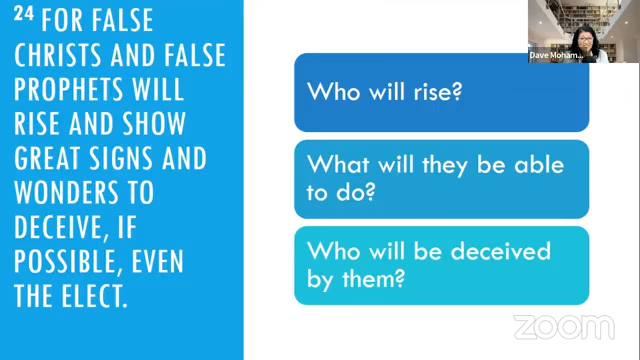 24 FOR FALSE
CHRISTS AND FALSE
PROPHETS WILL
RISE AND SHOW
GREAT SIGNS AND
WONDERS TO
DECEIVE, IF
POSSIBLE, EVEN
THE ELECT.
Who will rise?
What will they be able
to do?
Who will be deceived
by them?
Dave Moham...
zoom